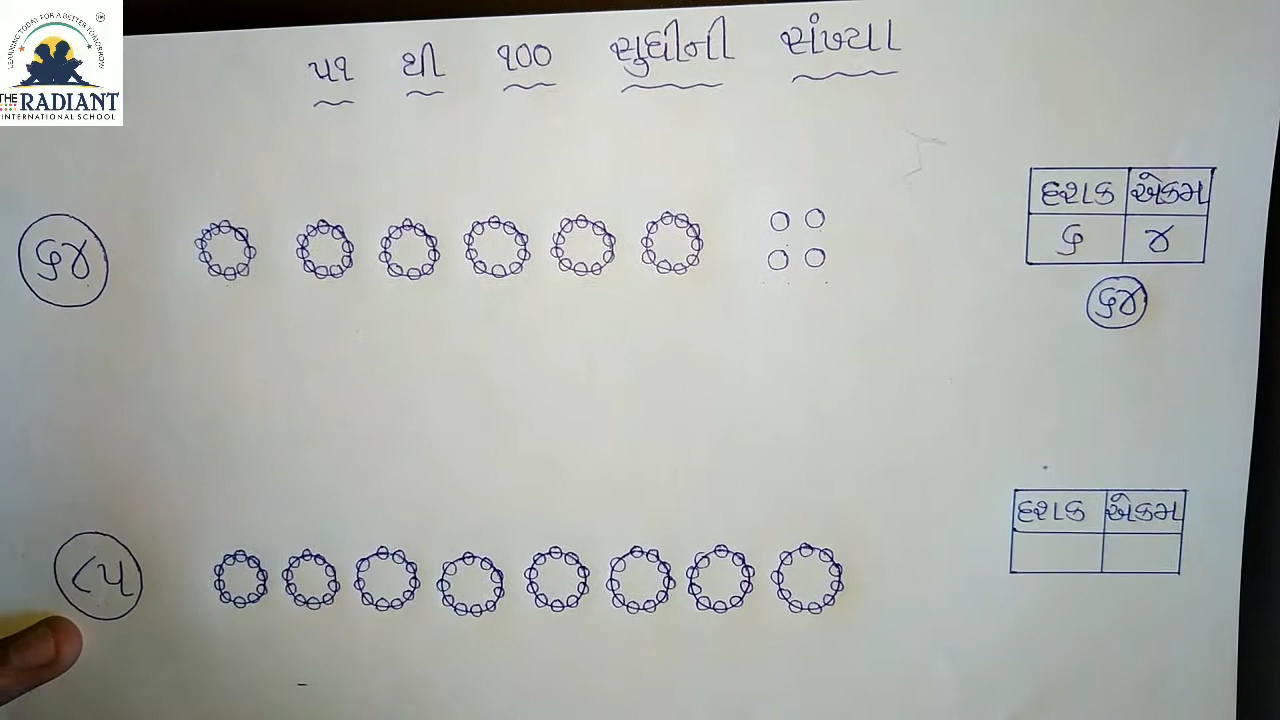 LEARNING TODAY FOR A BETTER TOMORROW
THE RADIANT
INTERNATIONAL SCHOOL
૫૧ થી ૧૦૦ સુધીની સંખ્યા
૬૪
દશક એકમ
૬ ૪
૬૪
૮૫
દશક એકમ